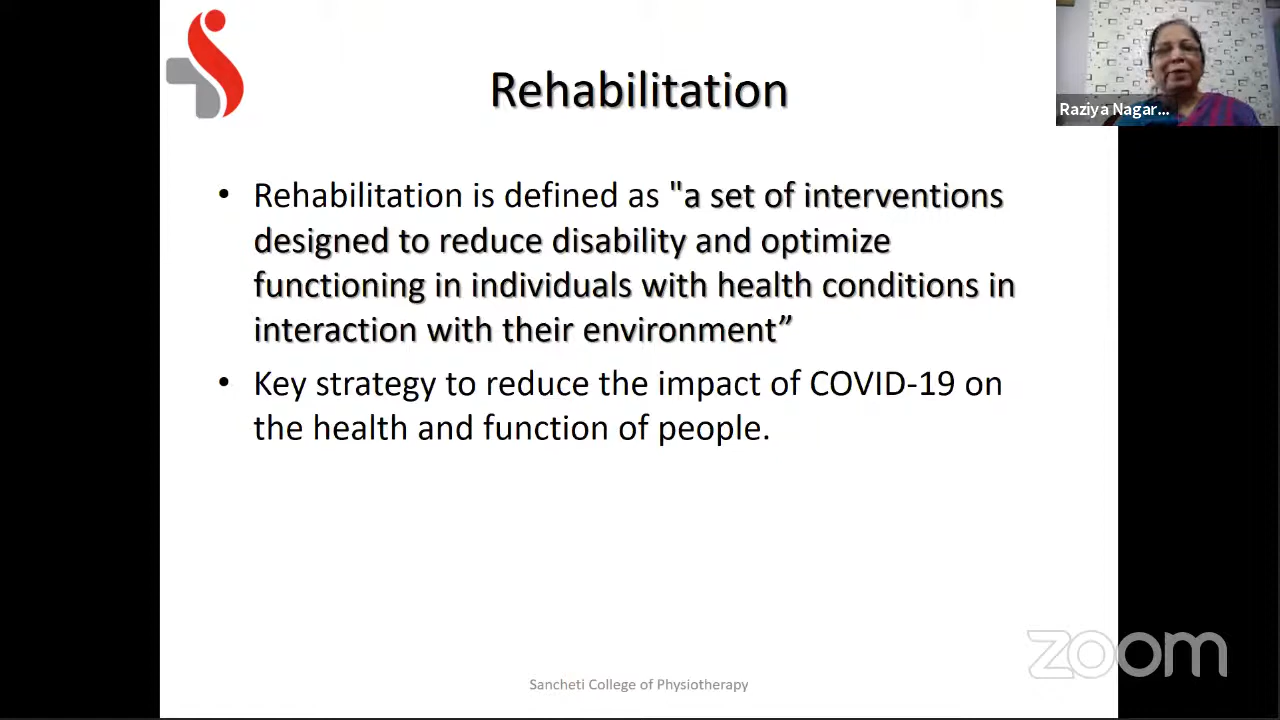 Rehabilitation
Raziya Nagar...
• Rehabilitation is defined as "a set of interventions
designed to reduce disability and optimize
functioning in individuals with health conditions in
interaction with their environment”
• Key strategy to reduce the impact of COVID-19 on
the health and function of people.
zoom
Sancheti College of Physiotherapy